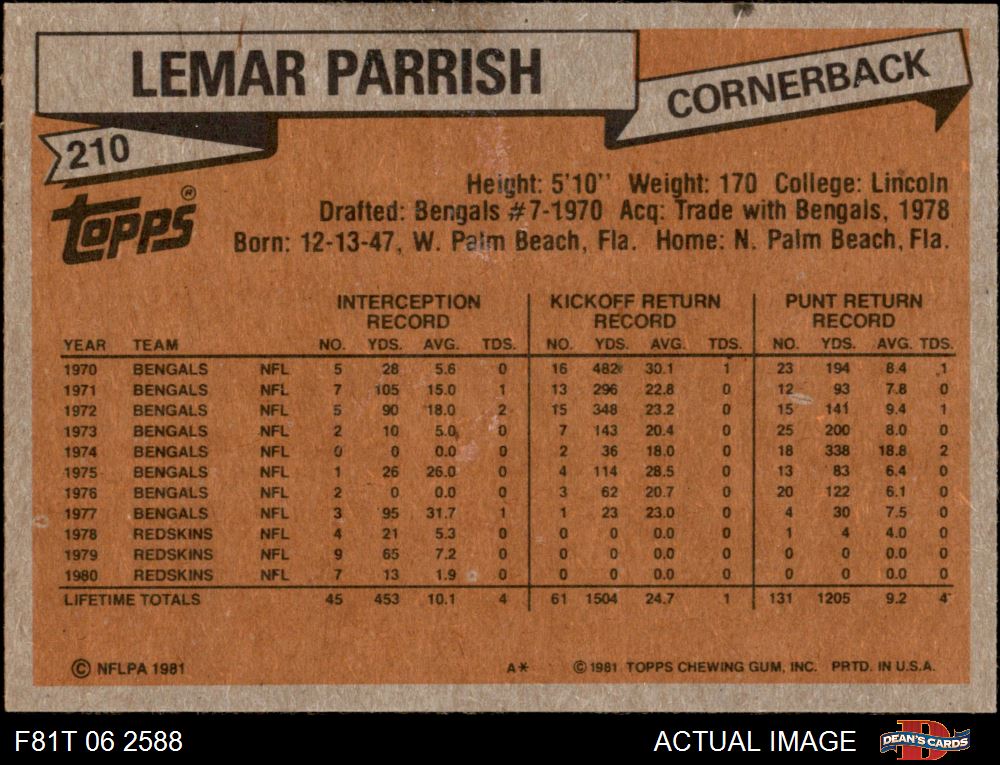 LEMAR PARRISH
CORNERBACK
210
topps®
Height: 5'10'' Weight: 170 College: Lincoln
Drafted: Bengals #7-1970 Acq: Trade with Bengals, 1978
Born: 12-13-47, W. Palm Beach, Fla. Home: N. Palm Beach, Fla.
INTERCEPTION RECORD KICKOFF RETURN RECORD PUNT RETURN RECORD
YEAR TEAM NO. YDS. AVG. TDS. NO. YDS. AVG. TDS. NO. YDS. AVG. TDS.
1970 BENGALS NFL 5 28 5.6 0 16 482 30.1 1 23 194 8.4 1
1971 BENGALS NFL 7 105 15.0 1 13 296 22.8 0 12 93 7.8 0
1972 BENGALS NFL 5 90 18.0 2 15 348 23.2 0 15 141 9.4 1
1973 BENGALS NFL 2 10 5.0 0 7 143 20.4 0 25 200 8.0 0
1974 BENGALS NFL 0 0 0.0 0 2 36 18.0 0 18 338 18.8 2
1975 BENGALS NFL 1 26 26.0 0 4 114 28.5 0 13 83 6.4 0
1976 BENGALS NFL 2 0 0.0 0 3 62 20.7 0 20 122 6.1 0
1977 BENGALS NFL 3 95 31.7 1 1 23 23.0 0 4 30 7.5 0
1978 REDSKINS NFL 4 21 5.3 0 0 0 0.0 0 1 4 4.0 0
1979 REDSKINS NFL 9 65 7.2 0 0 0 0.0 0 0 0 0.0 0
1980 REDSKINS NFL 7 13 1.9 0 0 0 0.0 0 0 0 0.0 0
LIFETIME TOTALS 45 453 10.1 4 61 1504 24.7 1 131 1205 9.2 4
© NFLPA 1981 A* © 1981 TOPPS CHEWING GUM, INC. PRTD. IN U.S.A.
F81T 06 2588 ACTUAL IMAGE DEAN'S CARDS